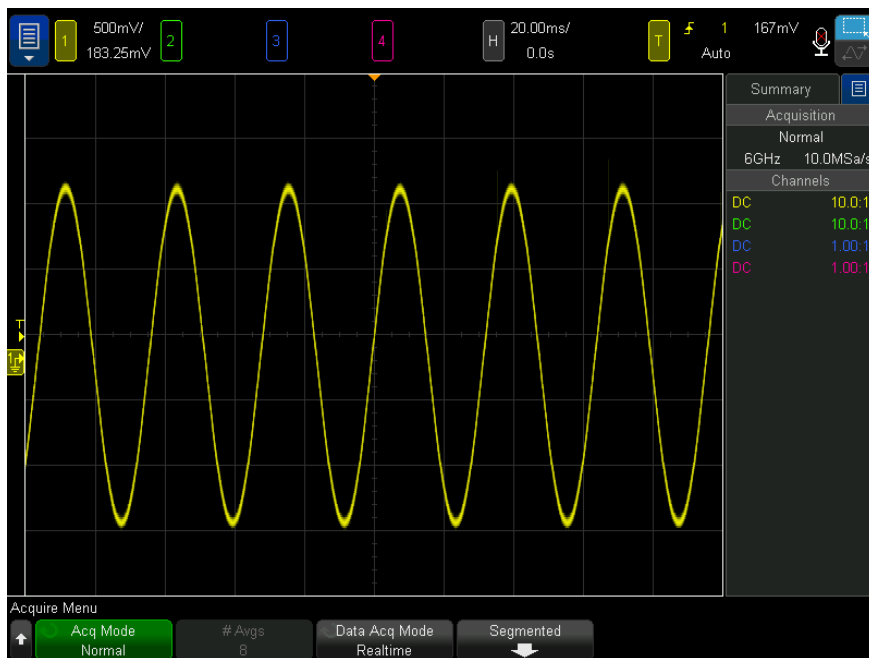 1 500mV/ 2 3 4 H 20.00ms/ T 1 167mV
183.25mV 0.0s Auto
Summary
Acquisition
Normal
6GHz 10.0MSa/s
Channels
DC 10.0:1
DC 10.0:1
DC 1.00:1
DC 1.00:1
T
1
Acquire Menu
Acq Mode # Avgs Data Acq Mode Segmented
Normal 8 Realtime